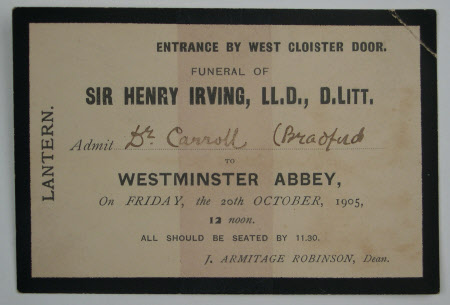 ENTRANCE BY WEST CLOISTER DOOR.
FUNERAL OF
SIR HENRY IRVING, LL.D., D.LITT.
LANTERN.
Admit Dr. Carroll (Bradford
TO
WESTMINSTER ABBEY,
On FRIDAY, the 20th OCTOBER, 1905,
12 noon.
ALL SHOULD BE SEATED BY 11.30.
J. ARMITAGE ROBINSON, Dean.